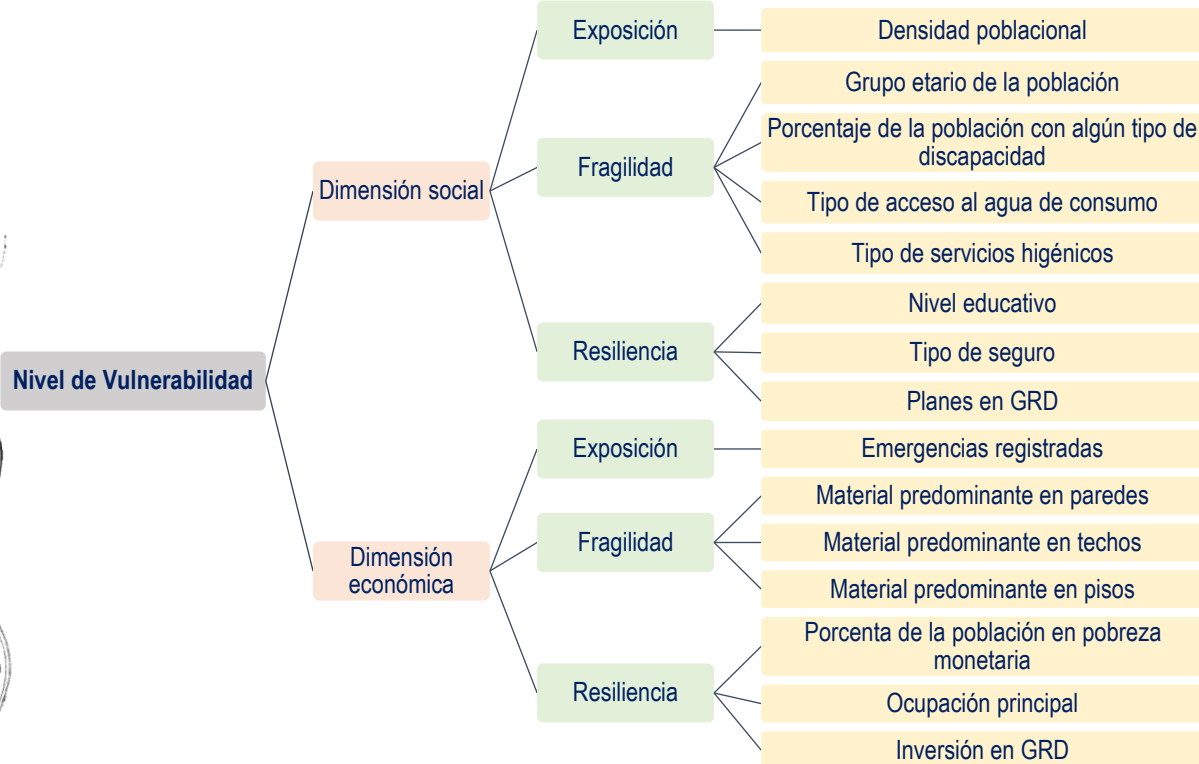 Nivel de Vulnerabilidad
Dimensión social
Exposición
Densidad poblacional
Fragilidad
Grupo etario de la población
Porcentaje de la población con algún tipo de
discapacidad
Tipo de acceso al agua de consumo
Tipo de servicios higénicos
Resiliencia
Nivel educativo
Tipo de seguro
Planes en GRD
Dimensión
económica
Exposición
Emergencias registradas
Fragilidad
Material predominante en paredes
Material predominante en techos
Material predominante en pisos
Resiliencia
Porcenta de la población en pobreza
monetaria
Ocupación principal
Inversión en GRD